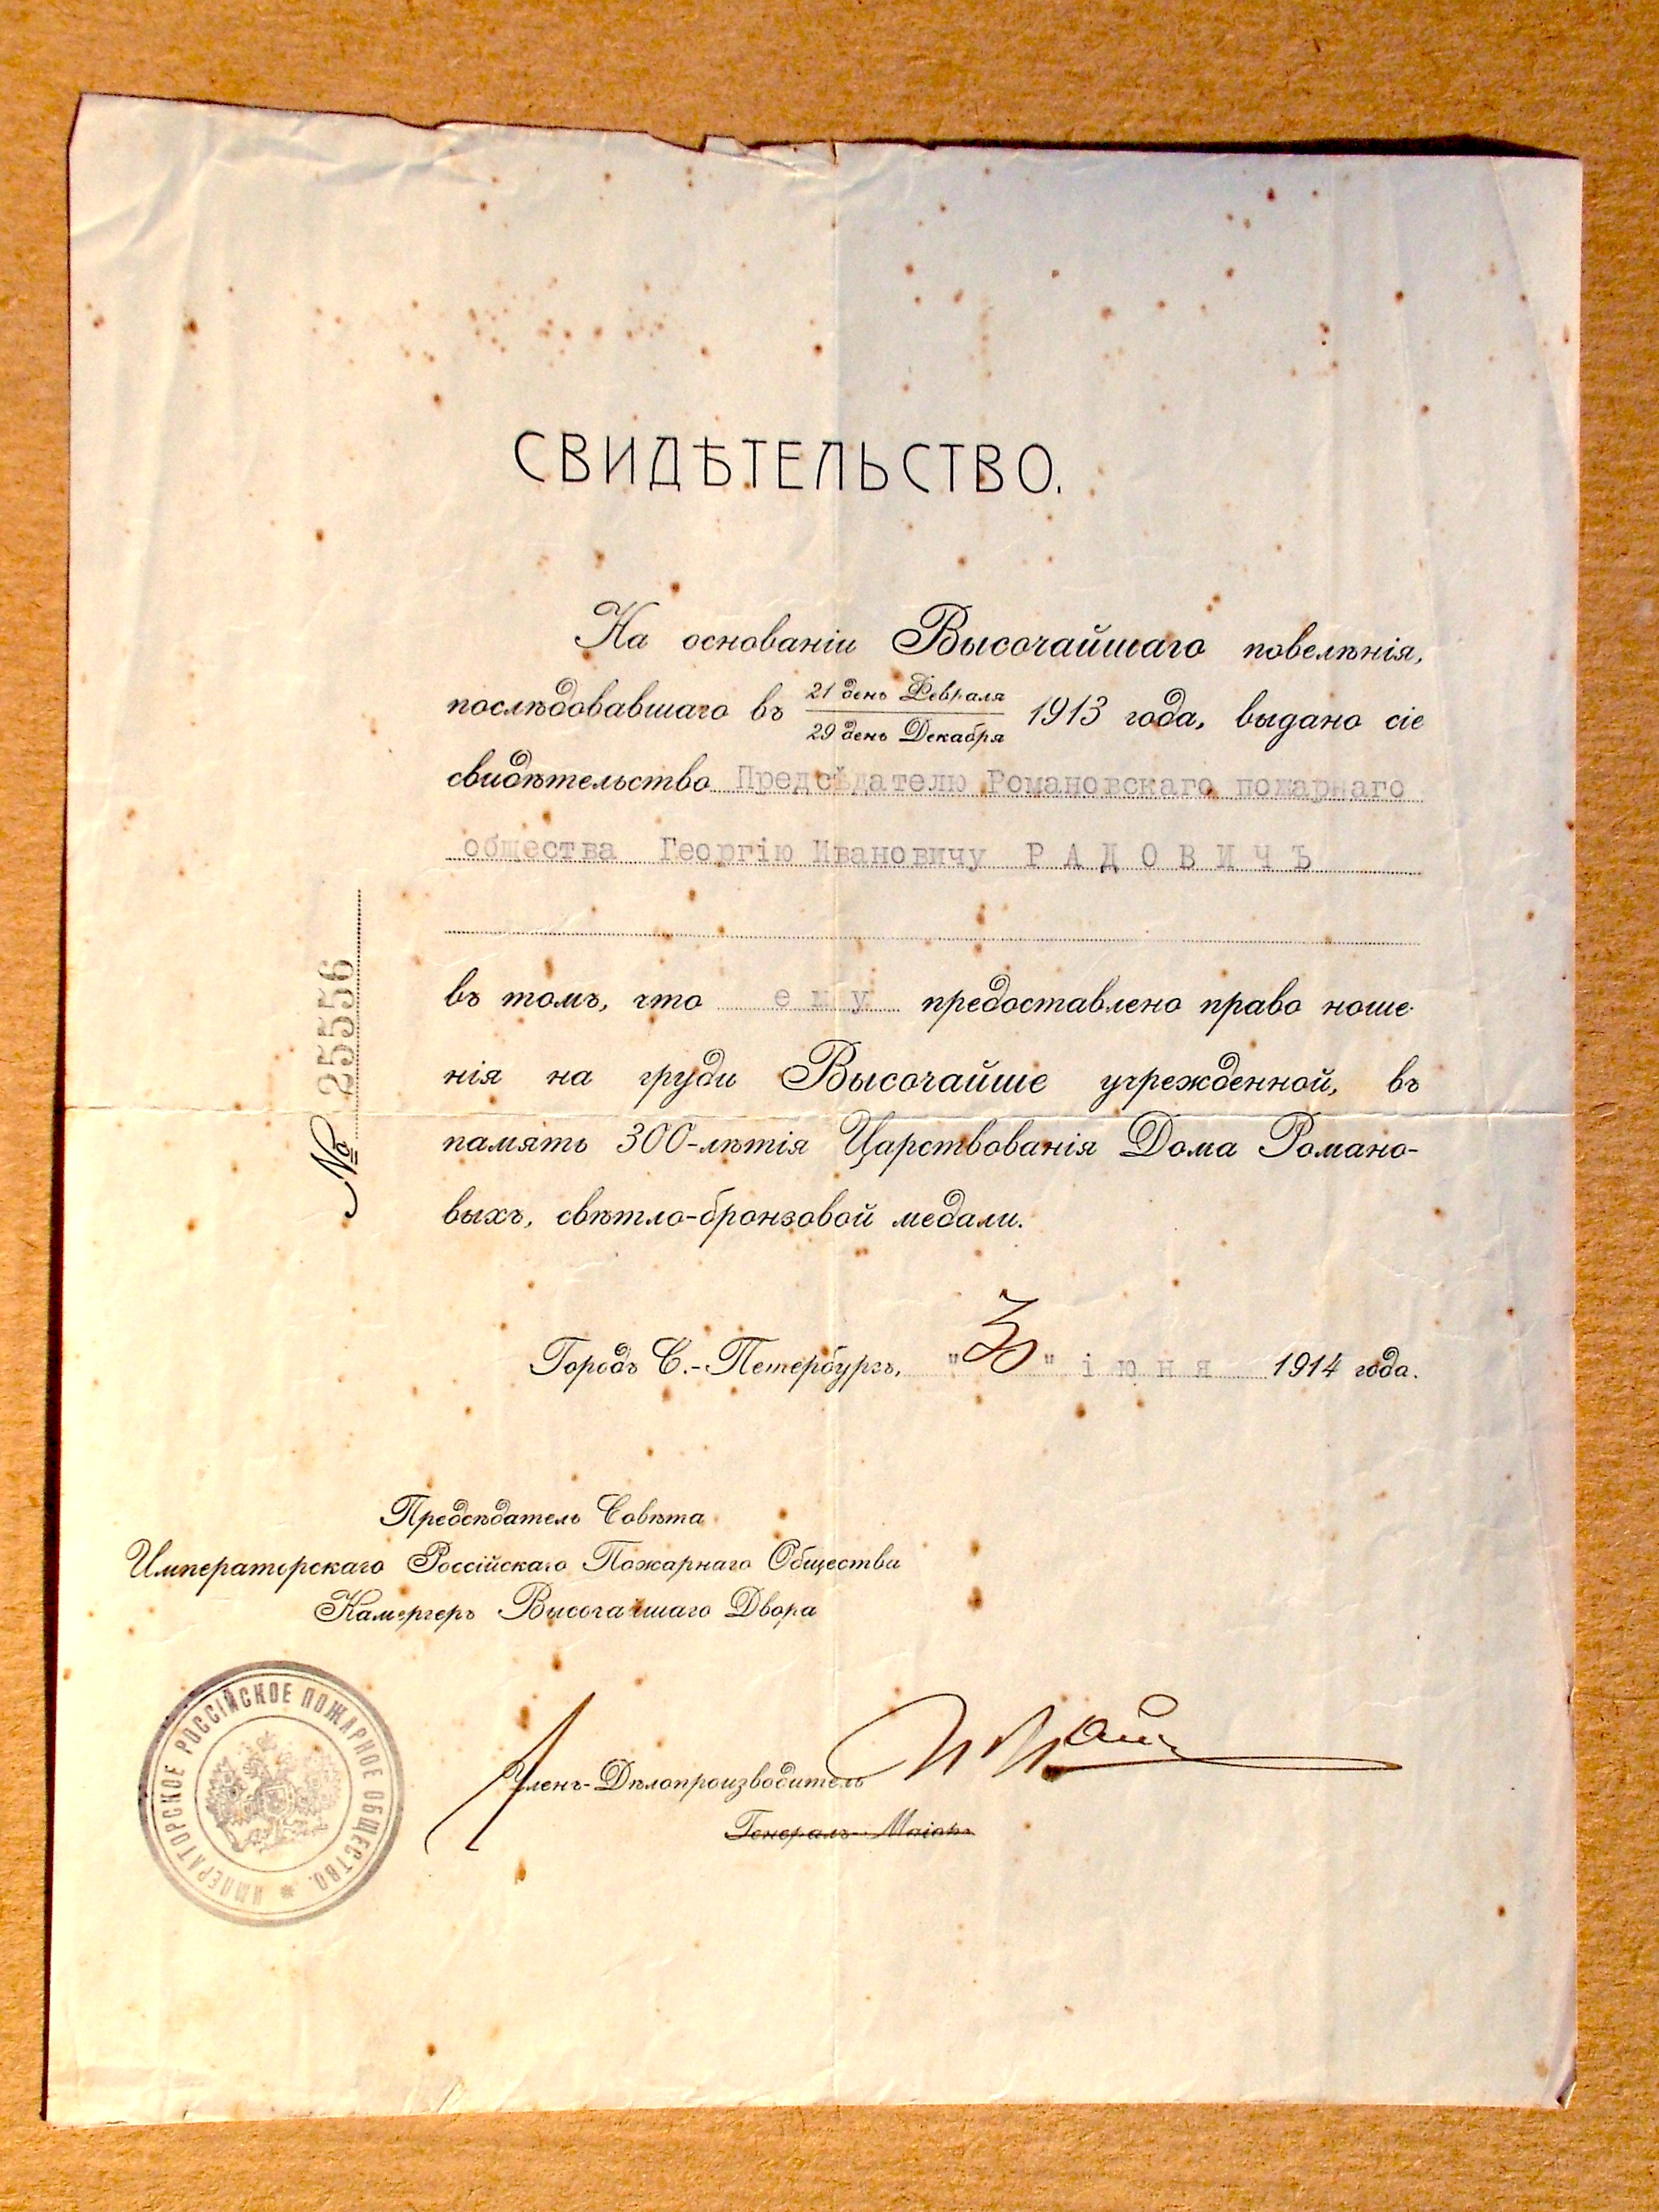 СВИДѢТЕЛЬСТВО.
На основаніи Высочайшаго повелѣнія,
послѣдовавшаго въ 21 день Февраля
29 день Декабря 1913 года, выдано сіе
свидѣтельство Предсѣдателю Романовскаго пожарнаго
общества Георгію Ивановичу РАДОВИЧЪ
въ томъ, что ему предоставлено право ноше-
нія на груди Высочайше учрежденной, въ
память 300-лѣтія Царствованія Дома Романо-
выхъ, свѣтло-бронзовой медали.
№ 25556
Городъ С.-Петербургъ, "3" іюня 1914 года.
Предсѣдатель Совѣта
Императорскаго Россійскаго Пожарнаго Общества
Камергеръ Высочайшаго Двора
ИМПЕРАТОРСКОЕ РОССІЙСКОЕ ПОЖАРНОЕ ОБЩЕСТВО.
Членъ-Дѣлопроизводитель
Генералъ-Маіоръ